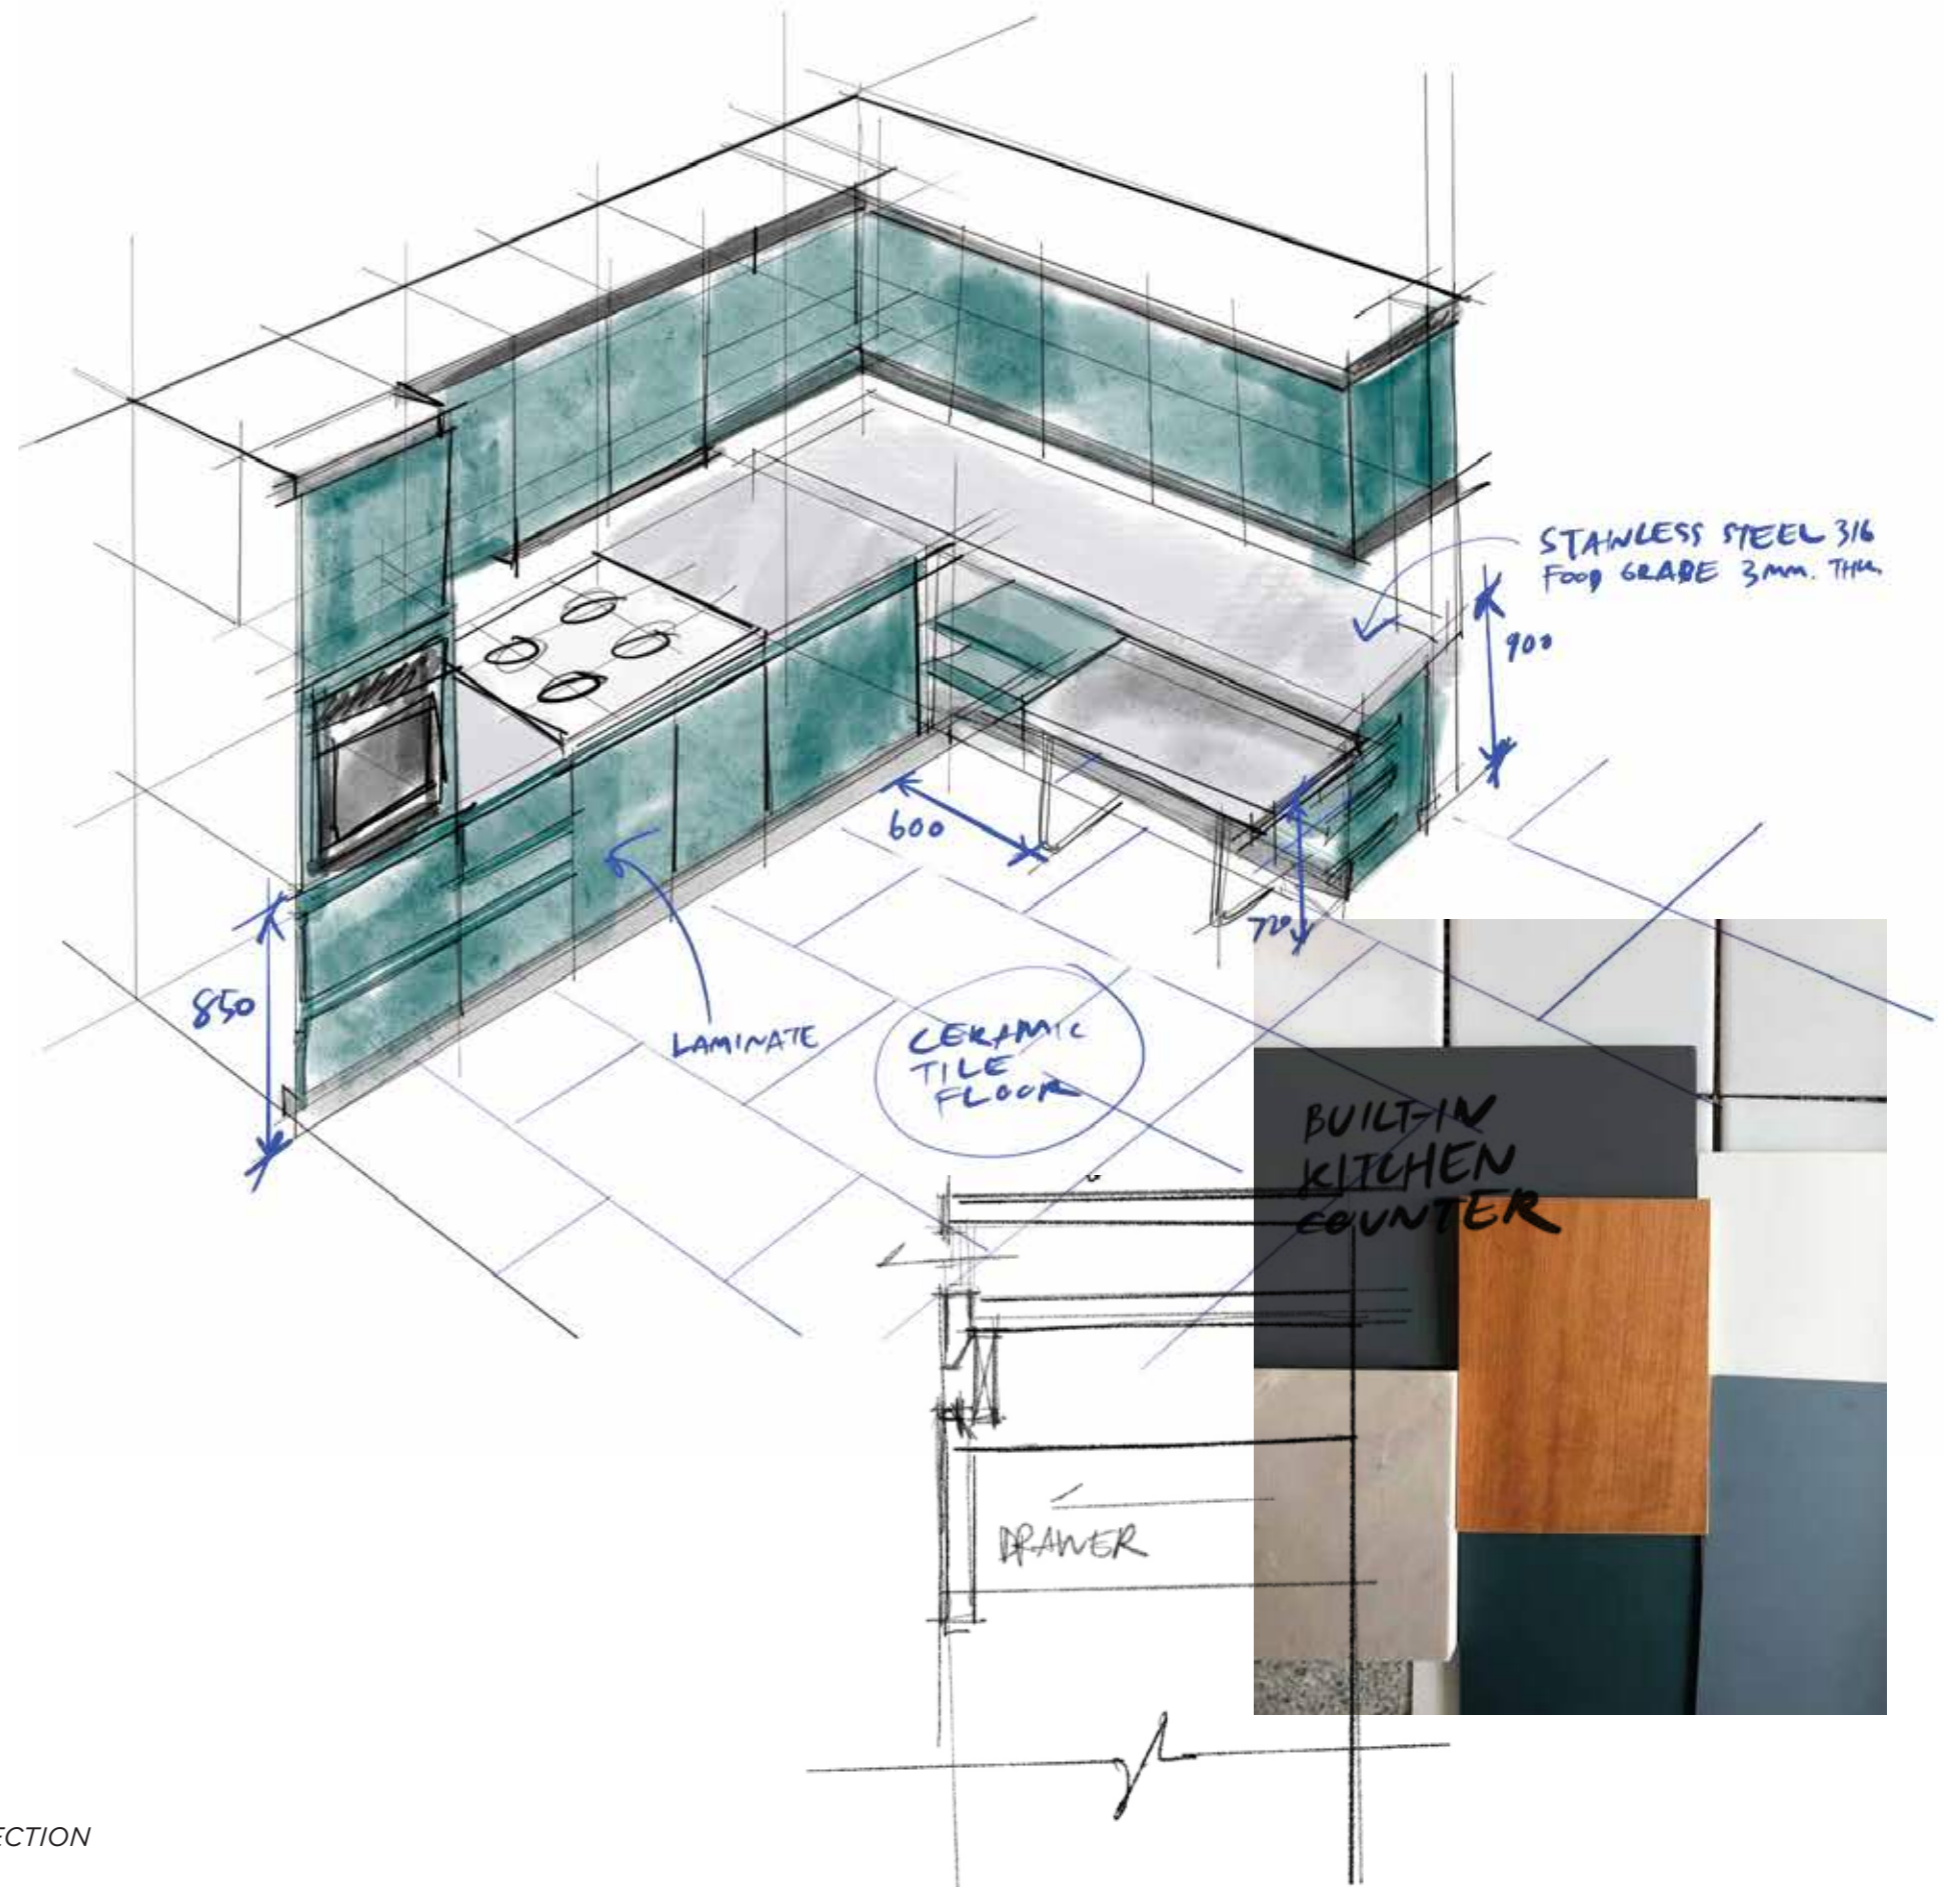 STAINLESS STEEL 316
FOOD GRADE 3MM. THK.
900
600
720
850
LAMINATE
CERAMIC
TILE
FLOOR
BUILT-IN
KITCHEN
COUNTER
DRAWER
ECTION